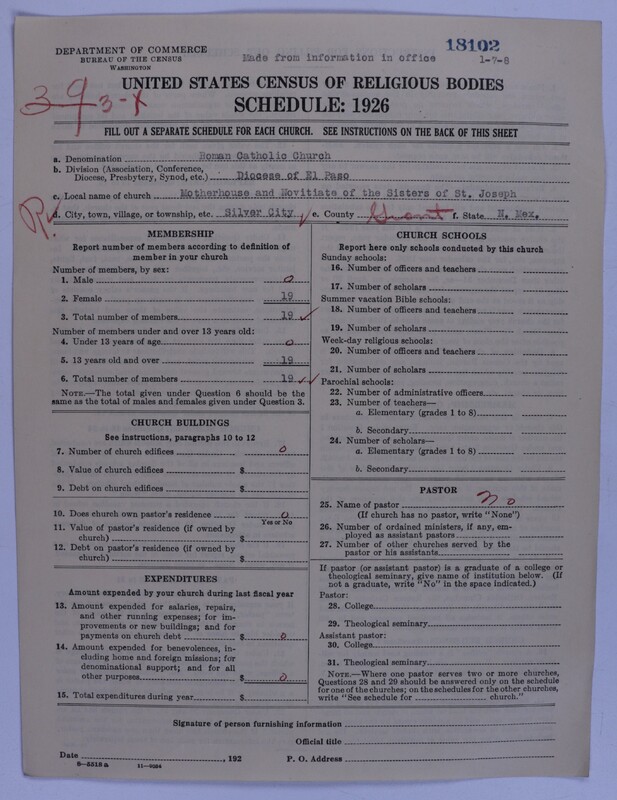 DEPARTMENT OF COMMERCE
BUREAU OF THE CENSUS
WASHINGTON
Made from information in office
18102
1-7-8
UNITED STATES CENSUS OF RELIGIOUS BODIES
SCHEDULE: 1926
FILL OUT A SEPARATE SCHEDULE FOR EACH CHURCH. SEE INSTRUCTIONS ON THE BACK OF THIS SHEET
a. Denomination Roman Catholic Church
b. Division (Association, Conference,
Diocese, Presbytery, Synod, etc.) Diocese of El Paso
c. Local name of church Motherhouse and Novitiate of the Sisters of St. Joseph
d. City, town, village, or township, etc. Silver City e. County Grant f. State N. Mex.
MEMBERSHIP
Report number of members according to definition of
member in your church
Number of members, by sex:
1. Male 0
2. Female 19
3. Total number of members 19 ✓
Number of members under and over 13 years old:
4. Under 13 years of age 0
5. 13 years old and over 19
6. Total number of members 19 ✓ ✓
NOTE.—The total given under Question 6 should be
same as the total of males and females given under Question 3.
CHURCH BUILDINGS
See instructions, paragraphs 10 to 12
7. Number of church edifices 0
8. Value of church edifices $
9. Debt on church edifices $
10. Does church own pastor's residence 0
Yes or No
11. Value of pastor's residence (if owned by
church) $
12. Debt on pastor's residence (if owned by
church) $
EXPENDITURES
Amount expended by your church during last fiscal year
13. Amount expended for salaries, repairs,
and other running expenses; for im-
provements or new buildings; and for
payments on church debt $ 0
14. Amount expended for benevolences, in-
cluding home and foreign missions; for
denominational support; and for all
other purposes $ 0
15. Total expenditures during year $
CHURCH SCHOOLS
Report here only schools conducted by this church
Sunday schools:
16. Number of officers and teachers
17. Number of scholars
Summer vacation Bible schools:
18. Number of officers and teachers
19. Number of scholars
Week-day religious schools:
20. Number of officers and teachers
21. Number of scholars
Parochial schools:
22. Number of administrative officers
23. Number of teachers—
a. Elementary (grades 1 to 8)
b. Secondary
24. Number of scholars—
a. Elementary (grades 1 to 8)
b. Secondary
PASTOR
25. Name of pastor no
(If church has no pastor, write "None")
26. Number of ordained ministers, if any, em-
ployed as assistant pastors
27. Number of other churches served by the
pastor or his assistants
If pastor (or assistant pastor) is a graduate of a college or
theological seminary, give name of institution below. (If
not a graduate, write "No" in the space indicated.)
Pastor:
28. College
29. Theological seminary
Assistant pastor:
30. College
31. Theological seminary
NOTE.—Where one pastor serves two or more churches,
Questions 28 and 29 should be answered only on the schedule
for one of the churches; on the schedules for the other churches,
write "See schedule for church."
Signature of person furnishing information
Official title
Date , 192 P. O. Address
8-5518 a 11-9034